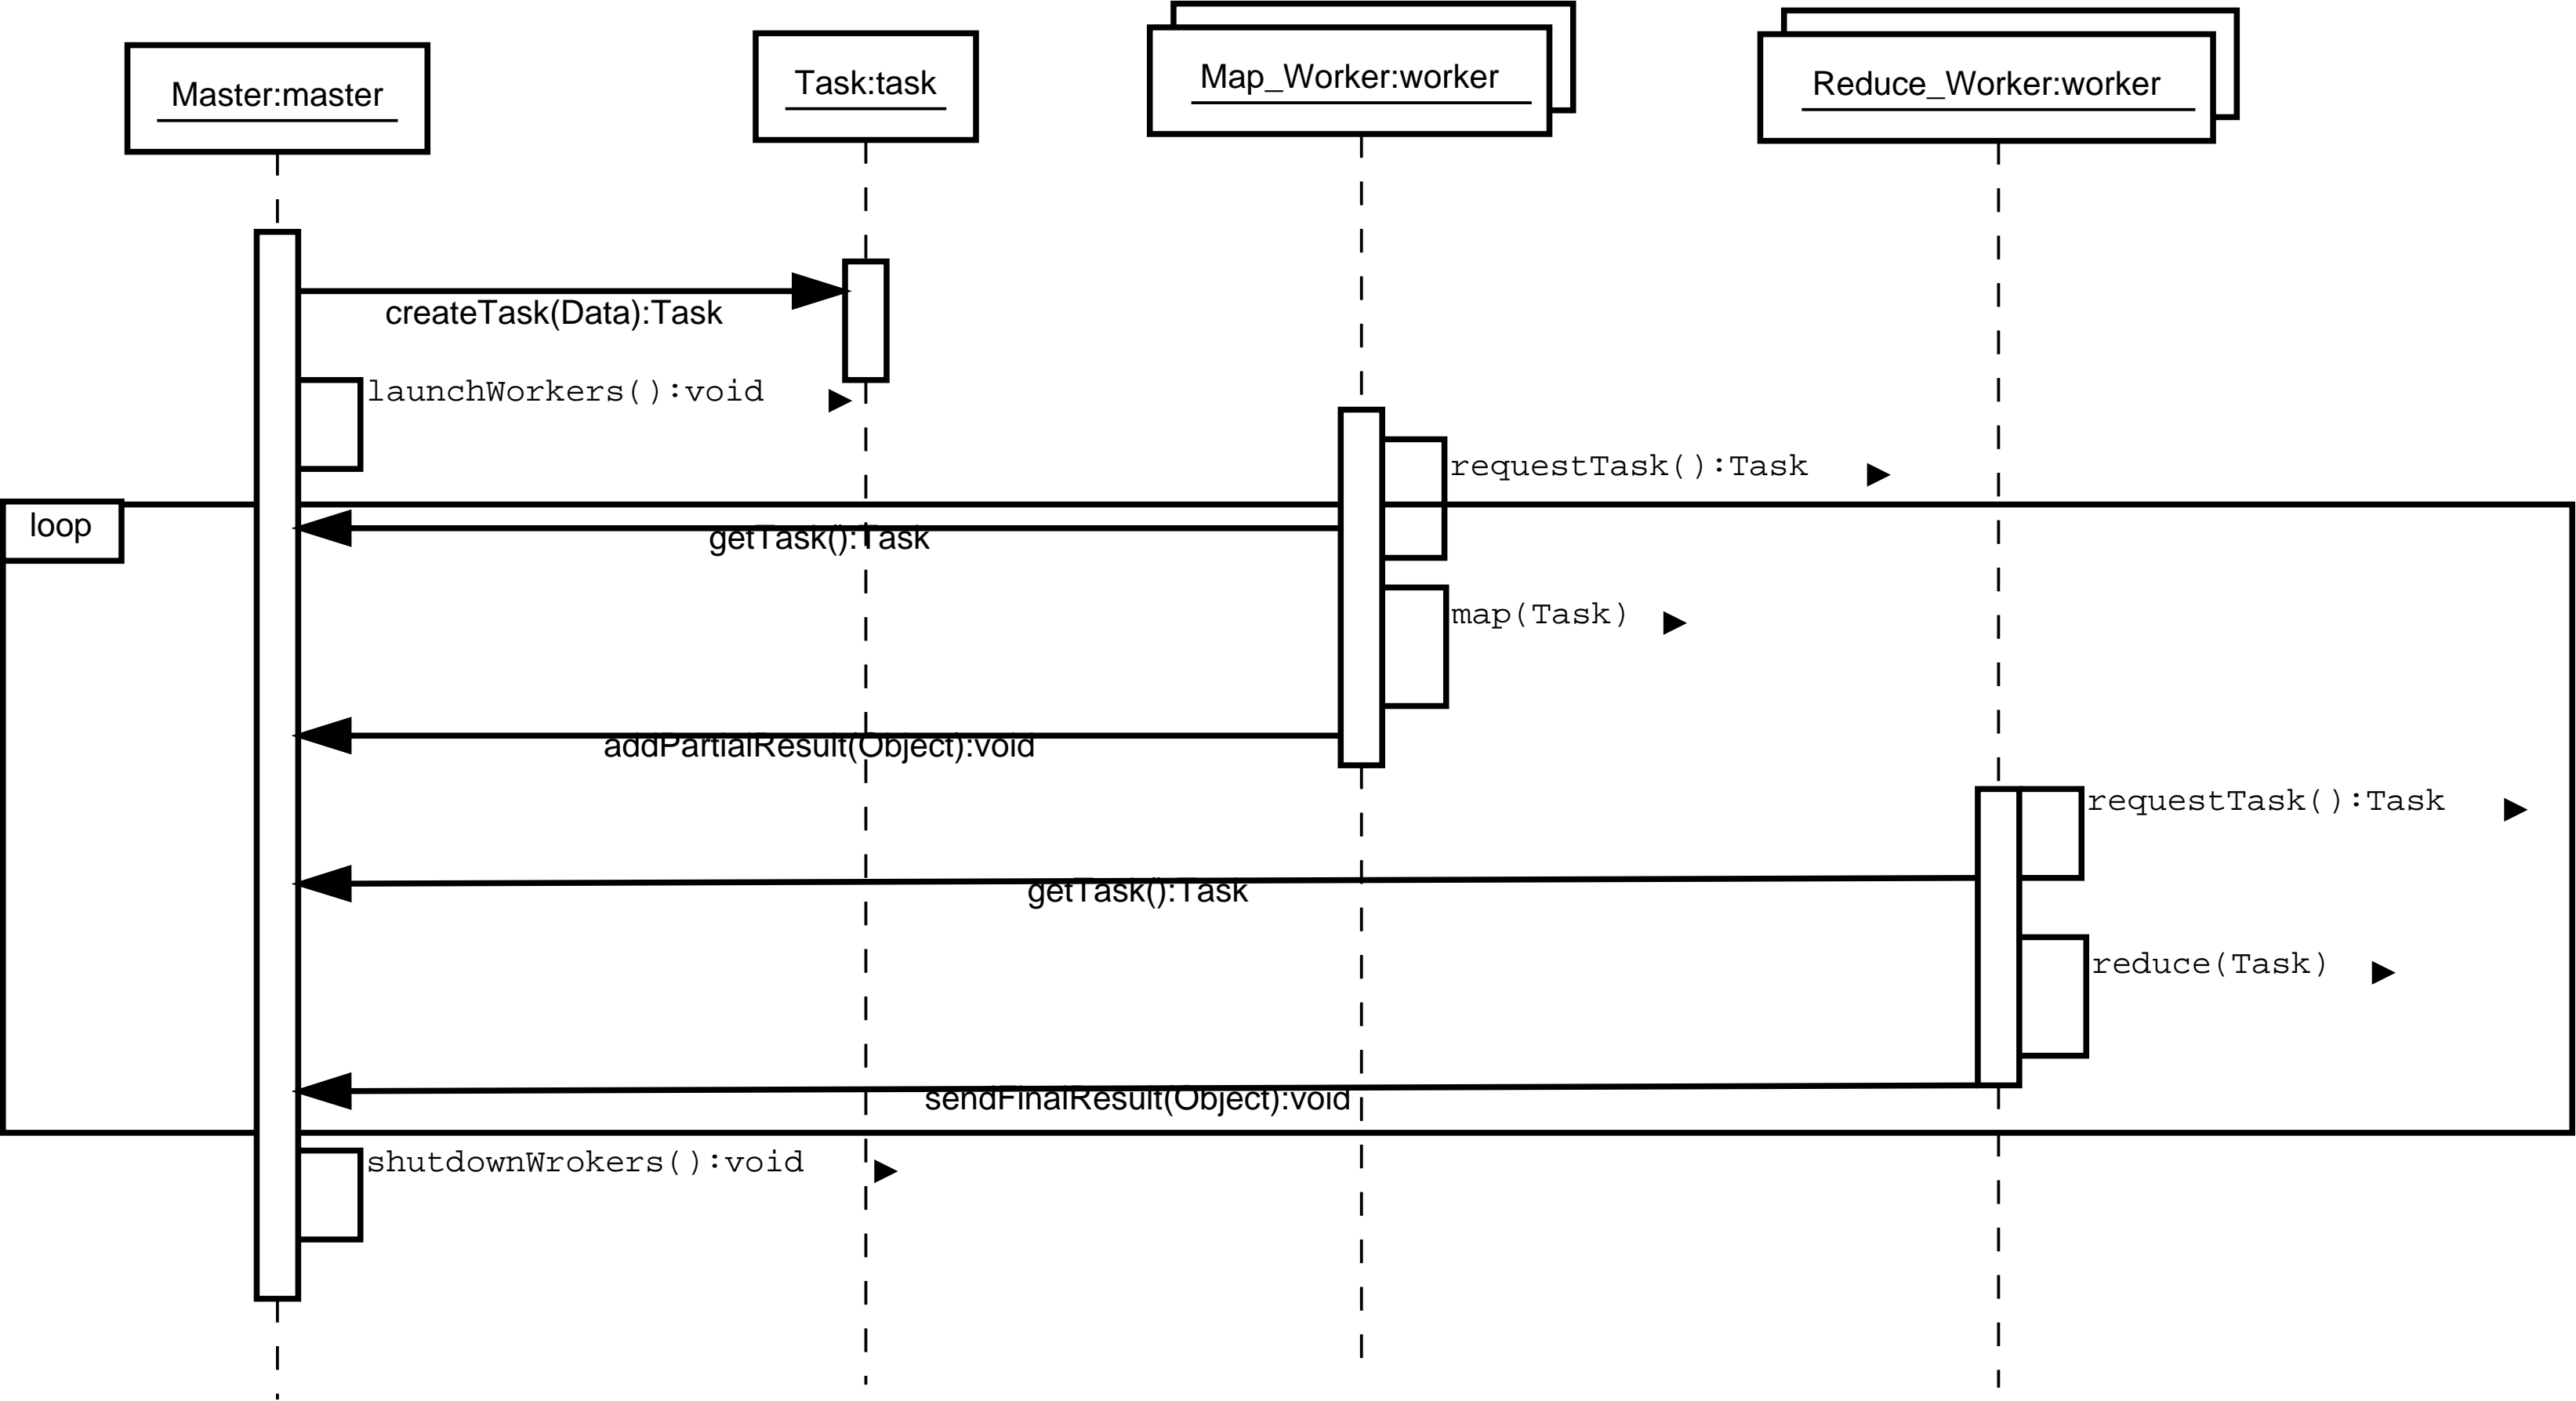 Master:master
Task:task
Map_Worker:worker
Reduce_Worker:worker
createTask(Data):Task
launchWorkers():void
requestTask():Task
loop
getTask():Task
map(Task)
addPartialResult(Object):void
requestTask():Task
getTask():Task
reduce(Task)
sendFinalResult(Object):void
shutdownWrokers():void